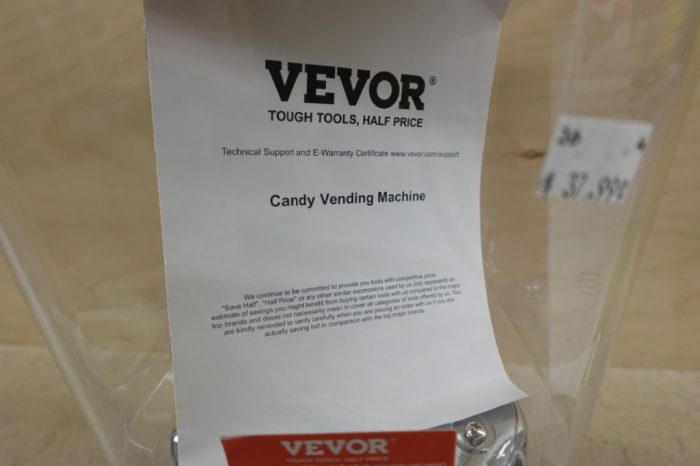 VEVOR®
TOUGH TOOLS, HALF PRICE
Technical Support and E-Warranty Certificate www.vevor.com/support
Candy Vending Machine
We continue to be committed to provide you tools with competitive price.
"Save Half", "Half Price" or any other similar expressions used by us only represents an
estimate of savings you might benefit from buying certain tools with us compared to the major
top brands and doses not necessarily mean to cover all categories of tools offered by us. You
are kindly reminded to verify carefully when you are placing an order with us if you are
actually saving half in comparison with the top major brands.
$ 37.99
VEVOR®
TOUGH TOOLS, HALF PRICE